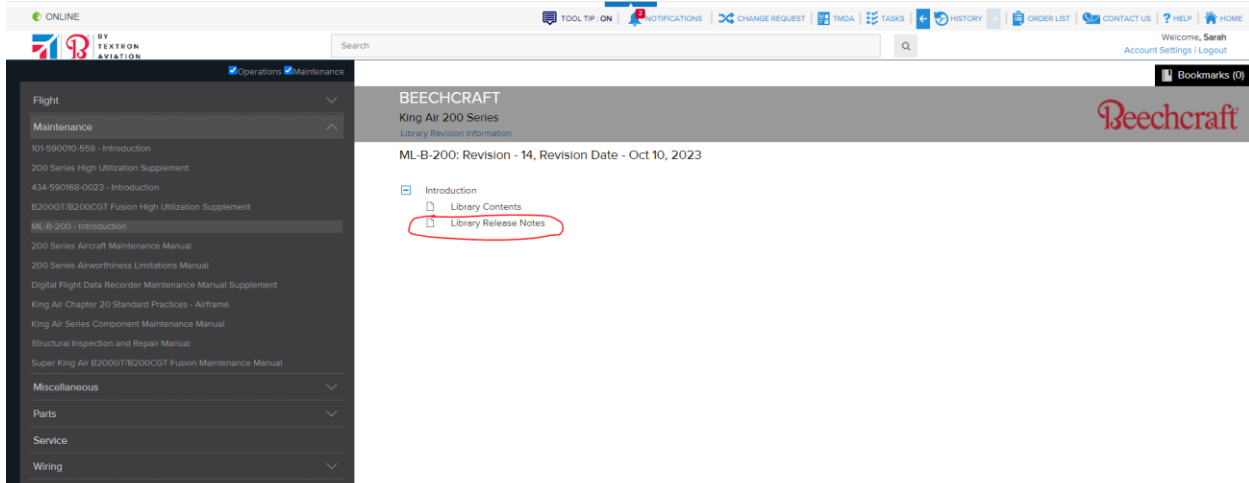 ONLINE
TOOL TIP : ON | 2 NOTIFICATIONS | CHANGE REQUEST | TMDA | TASKS | HISTORY | ORDER LIST | CONTACT US | ? HELP | HOME
BY
TEXTRON
AVIATION
Search
Welcome, Sarah
Account Settings | Logout
Operations Maintenance
Bookmarks (0)
Flight
Maintenance
101-590010-559 - Introduction
200 Series High Utilization Supplement
434-590168-0023 - Introduction
B200GT/B200CGT Fusion High Utilization Supplement
ML-B-200 - Introduction
200 Series Aircraft Maintenance Manual
200 Series Airworthiness Limitations Manual
Digital Flight Data Recorder Maintenance Manual Supplement
King Air Chapter 20 Standard Practices - Airframe
King Air Series Component Maintenance Manual
Structural Inspection and Repair Manual
Super King Air B200GT/B200CGT Fusion Maintenance Manual
Miscellaneous
Parts
Service
Wiring
BEECHCRAFT
King Air 200 Series
Library Revision Information
Beechcraft
ML-B-200: Revision - 14, Revision Date - Oct 10, 2023
Introduction
Library Contents
Library Release Notes